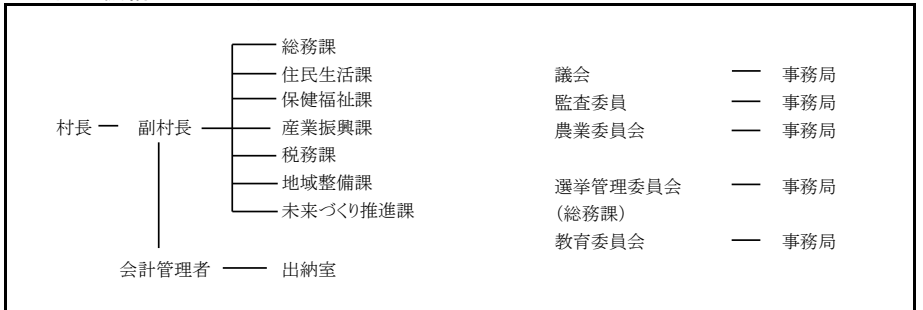 総務課
住民生活課 議会 ― 事務局
保健福祉課 監査委員 ― 事務局
村長 ― 副村長 ― 産業振興課 農業委員会 ― 事務局
税務課
地域整備課 選挙管理委員会 ― 事務局
未来づくり推進課 (総務課)
教育委員会 ― 事務局
会計管理者 ― 出納室